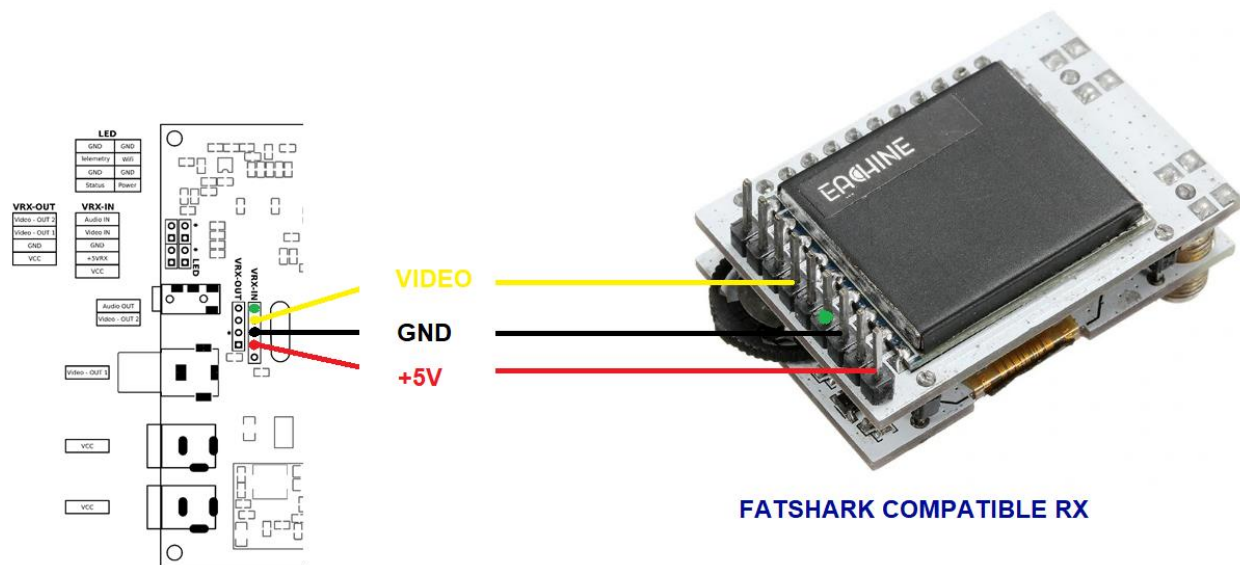 LED
GND GND
Telemetry Wifi
GND GND
Status Power
VRX-OUT
Video - OUT 2
Video - OUT 1
GND
VCC
VRX-IN
Audio IN
Video IN
GND
+5VRX
VCC
LED
VRX-OUT
VRX-IN
Audio OUT
Video - OUT 2
Video - OUT 1
VCC
VCC
VIDEO
GND
+5V
EACHINE
FATSHARK COMPATIBLE RX